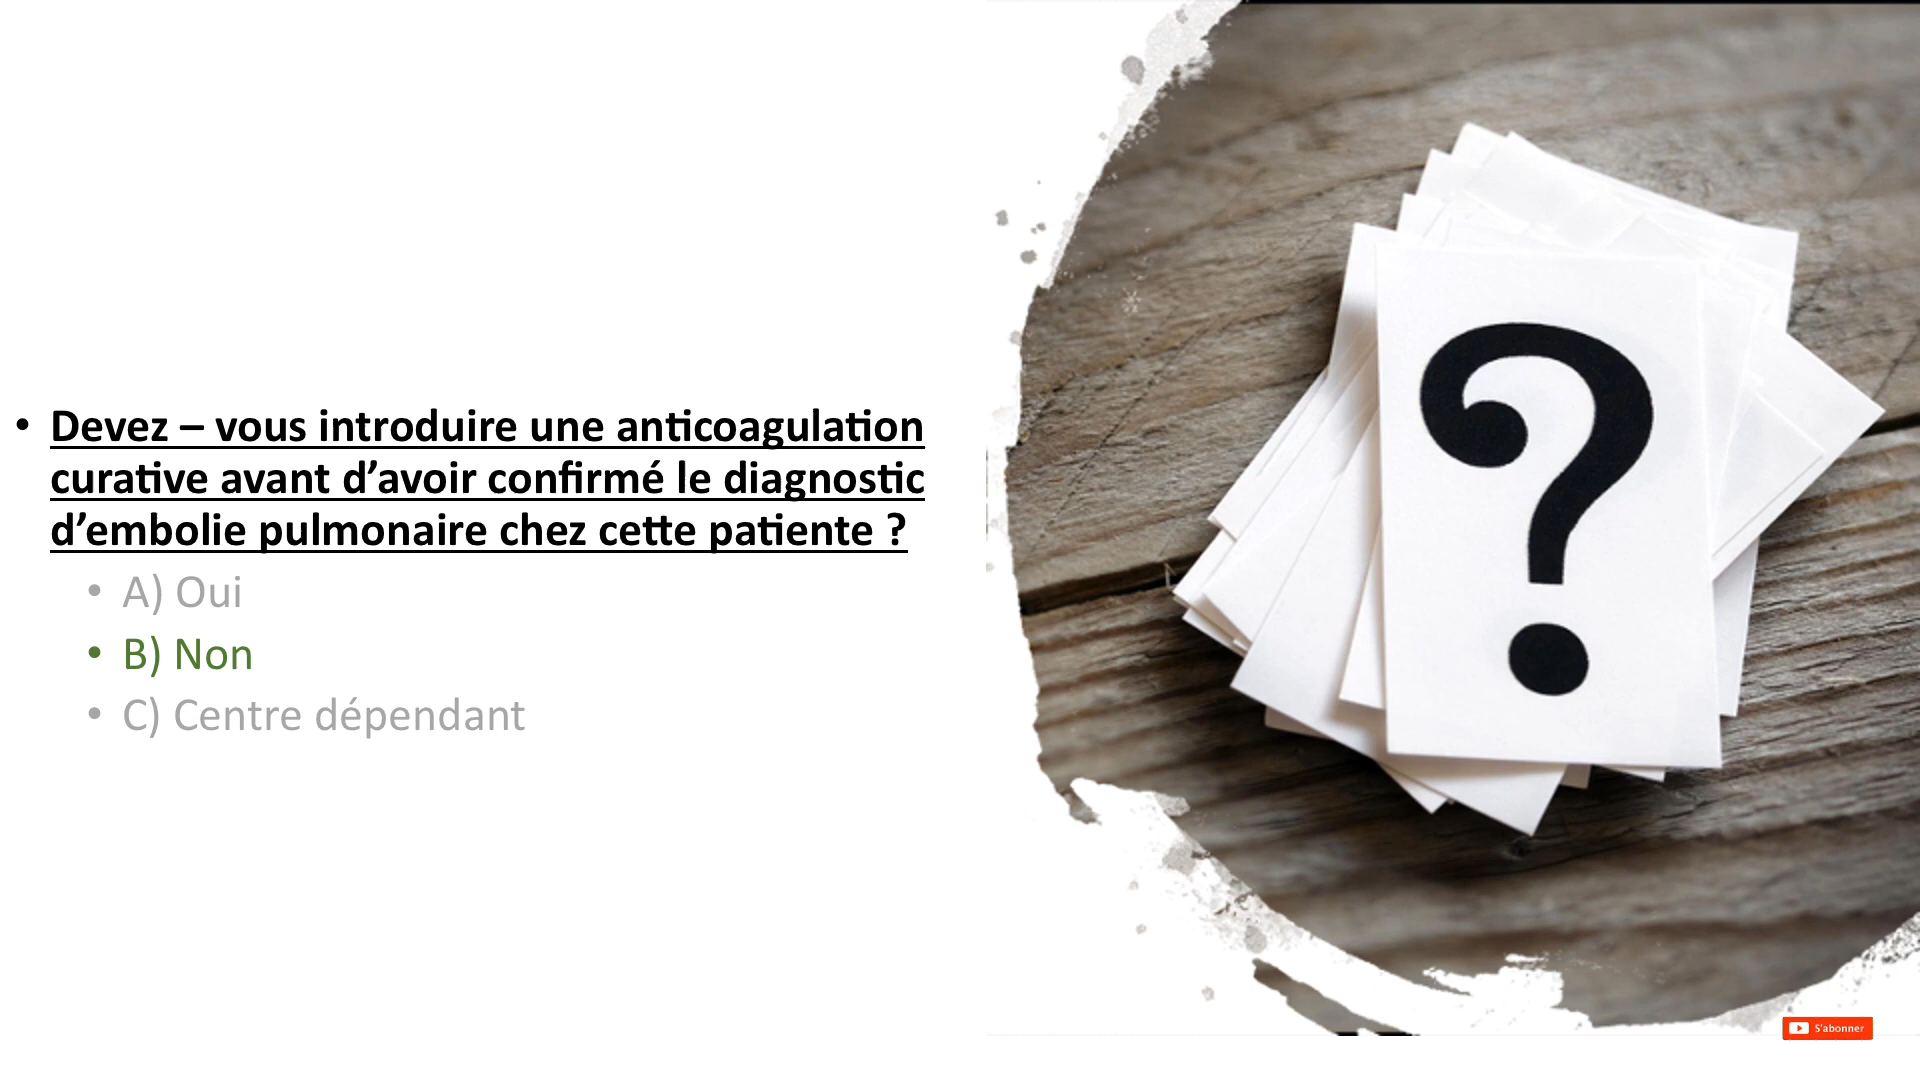 • Devez – vous introduire une anticoagulation
curative avant d’avoir confirmé le diagnostic
d’embolie pulmonaire chez cette patiente ?
• A) Oui
• B) Non
• C) Centre dépendant
?
S'abonner